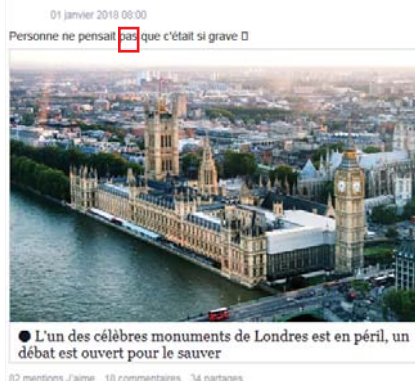 01 janvier 2018 08:00
Personne ne pensait pas que c'était si grave
● L'un des célèbres monuments de Londres est en péril, un
débat est ouvert pour le sauver
82 mentions J'aime 10 commentaires 34 partages